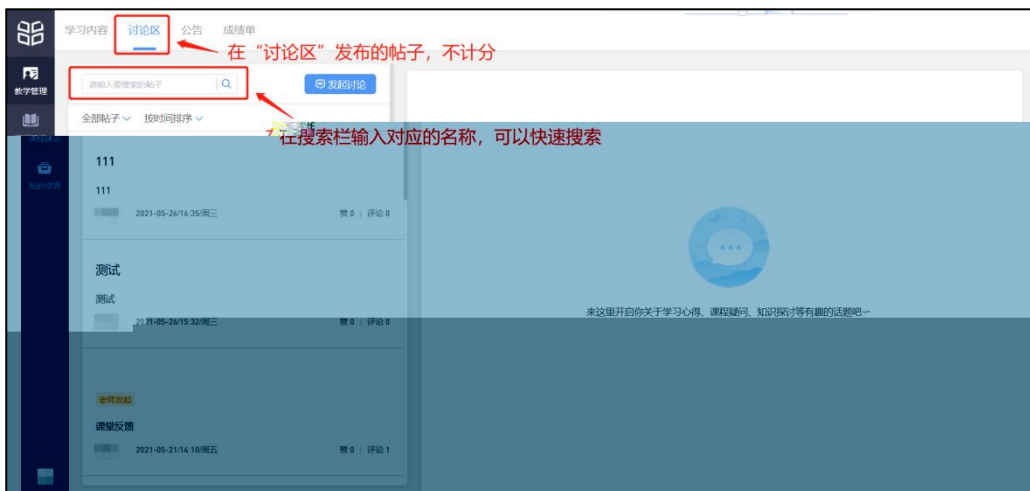 学习内容 讨论区 公告 成绩单
在“讨论区”发布的帖子，不计分
教学管理
请输入要搜索的帖子
发起讨论
全部帖子 按时间排序
在搜索栏输入对应的名称，可以快速搜索
我的资源
111
111
2021-05-26/16:35/周三 赞 0 | 评论 0
测试
测试
2021-05-26/15:32/周三 赞 0 | 评论 0
来这里开启你关于学习心得、课程疑问、知识探讨等有趣的话题吧~
老师发起
课堂反馈
2021-05-21/14:10/周五 赞 0 | 评论 1